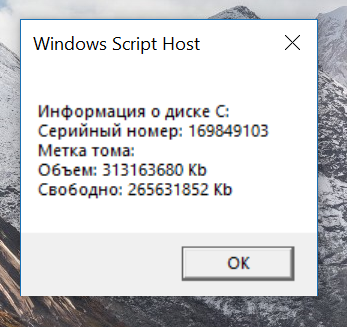 Windows Script Host
Информация о диске C:
Серийный номер: 169849103
Метка тома:
Объем: 313163680 Kb
Свободно: 265631852 Kb
OK